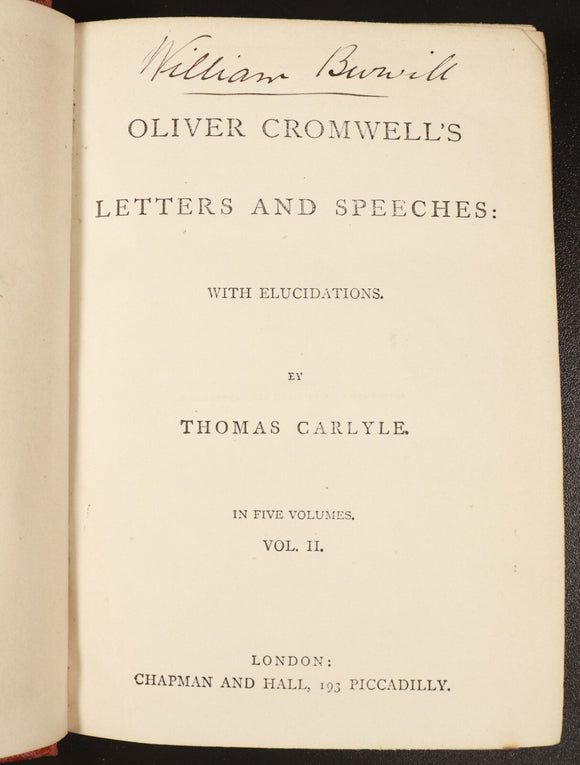 William Burvill
OLIVER CROMWELL'S
LETTERS AND SPEECHES:
WITH ELUCIDATIONS.
BY
THOMAS CARLYLE.
IN FIVE VOLUMES.
VOL. II.
LONDON:
CHAPMAN AND HALL, 193 PICCADILLY.